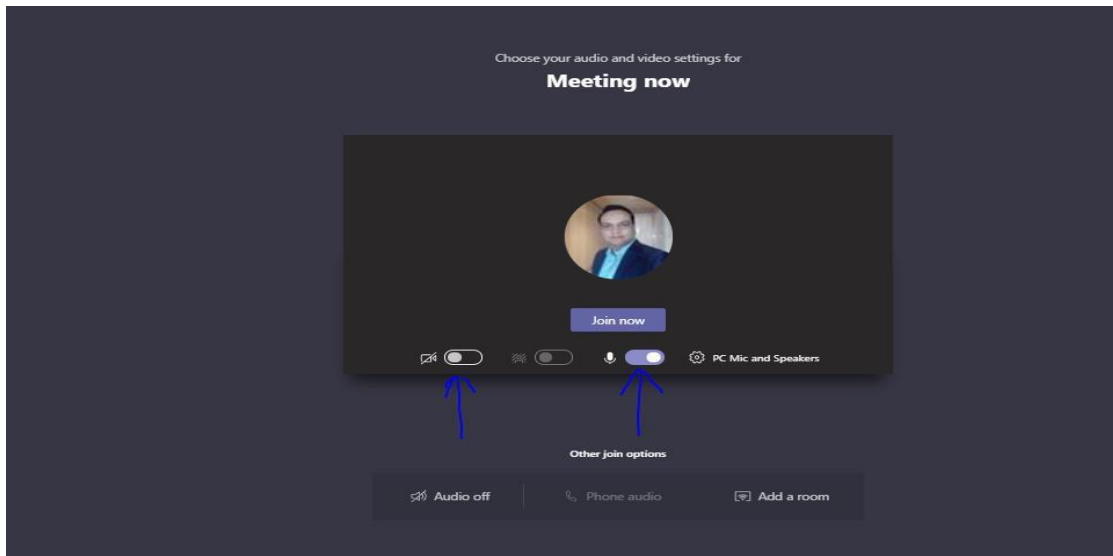 Choose your audio and video settings for
Meeting now
Join now
PC Mic and Speakers
Other join options
Audio off
Phone audio
Add a room